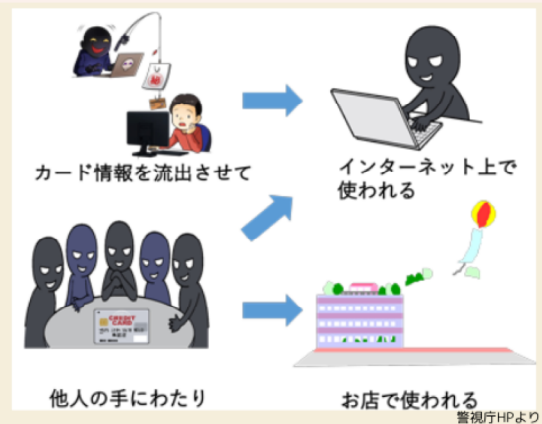 カード情報を流出させて
インターネット上で
使われる
CREDIT
CARD
他人の手にわたり
お店で使われる
警視庁HPより